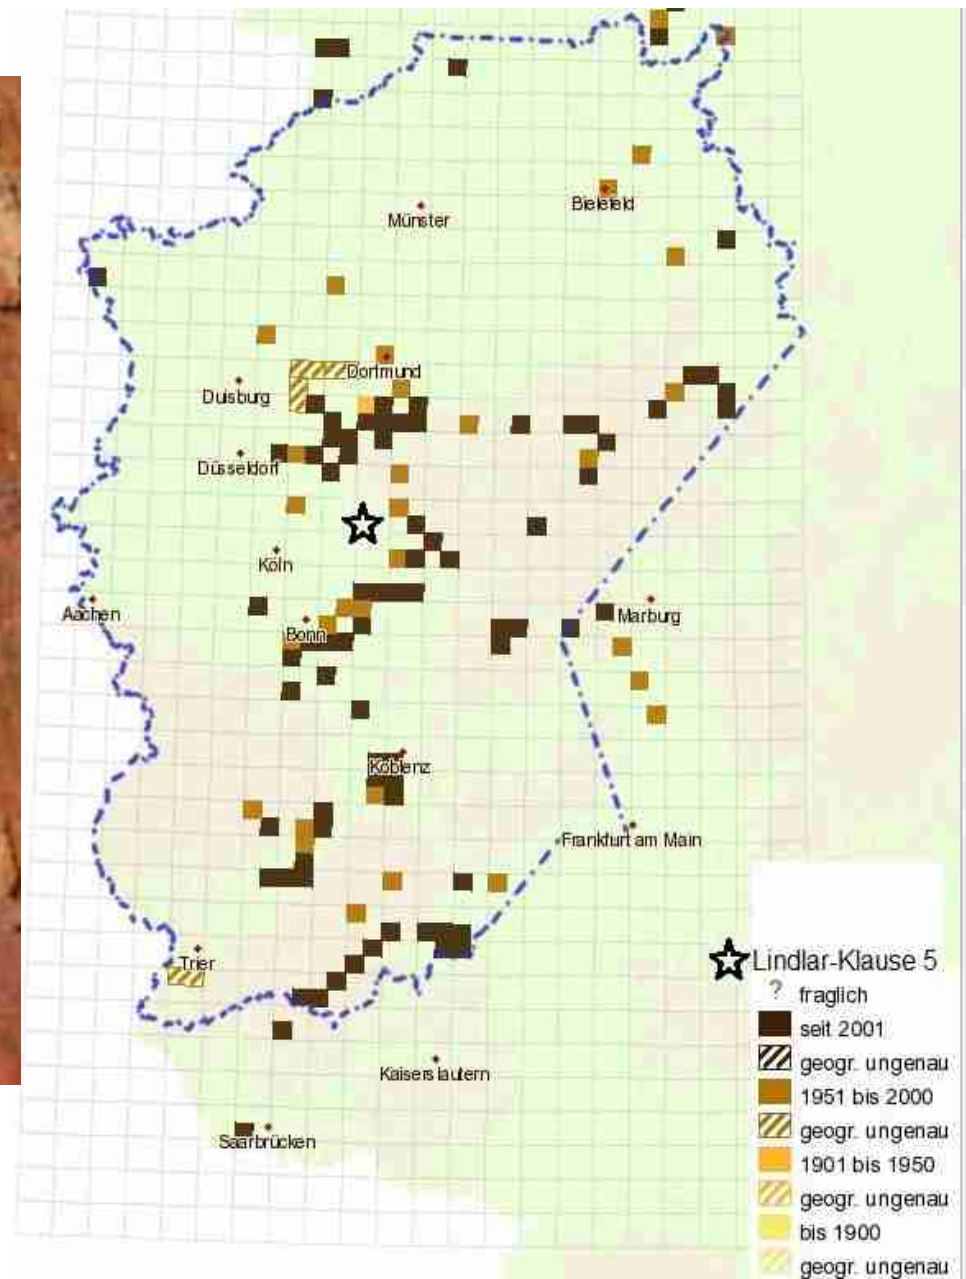 Münster
Bielefeld
Dortmund
Duisburg
Düsseldorf
Köln
Aachen
Bonn
Marburg
Koblenz
Frankfurt am Main
Trier
Kaiserslautern
Saarbrücken
Lindlar-Klause 5
? fraglich
seit 2001
geogr. ungenau
1951 bis 2000
geogr. ungenau
1901 bis 1950
geogr. ungenau
bis 1900
geogr. ungenau